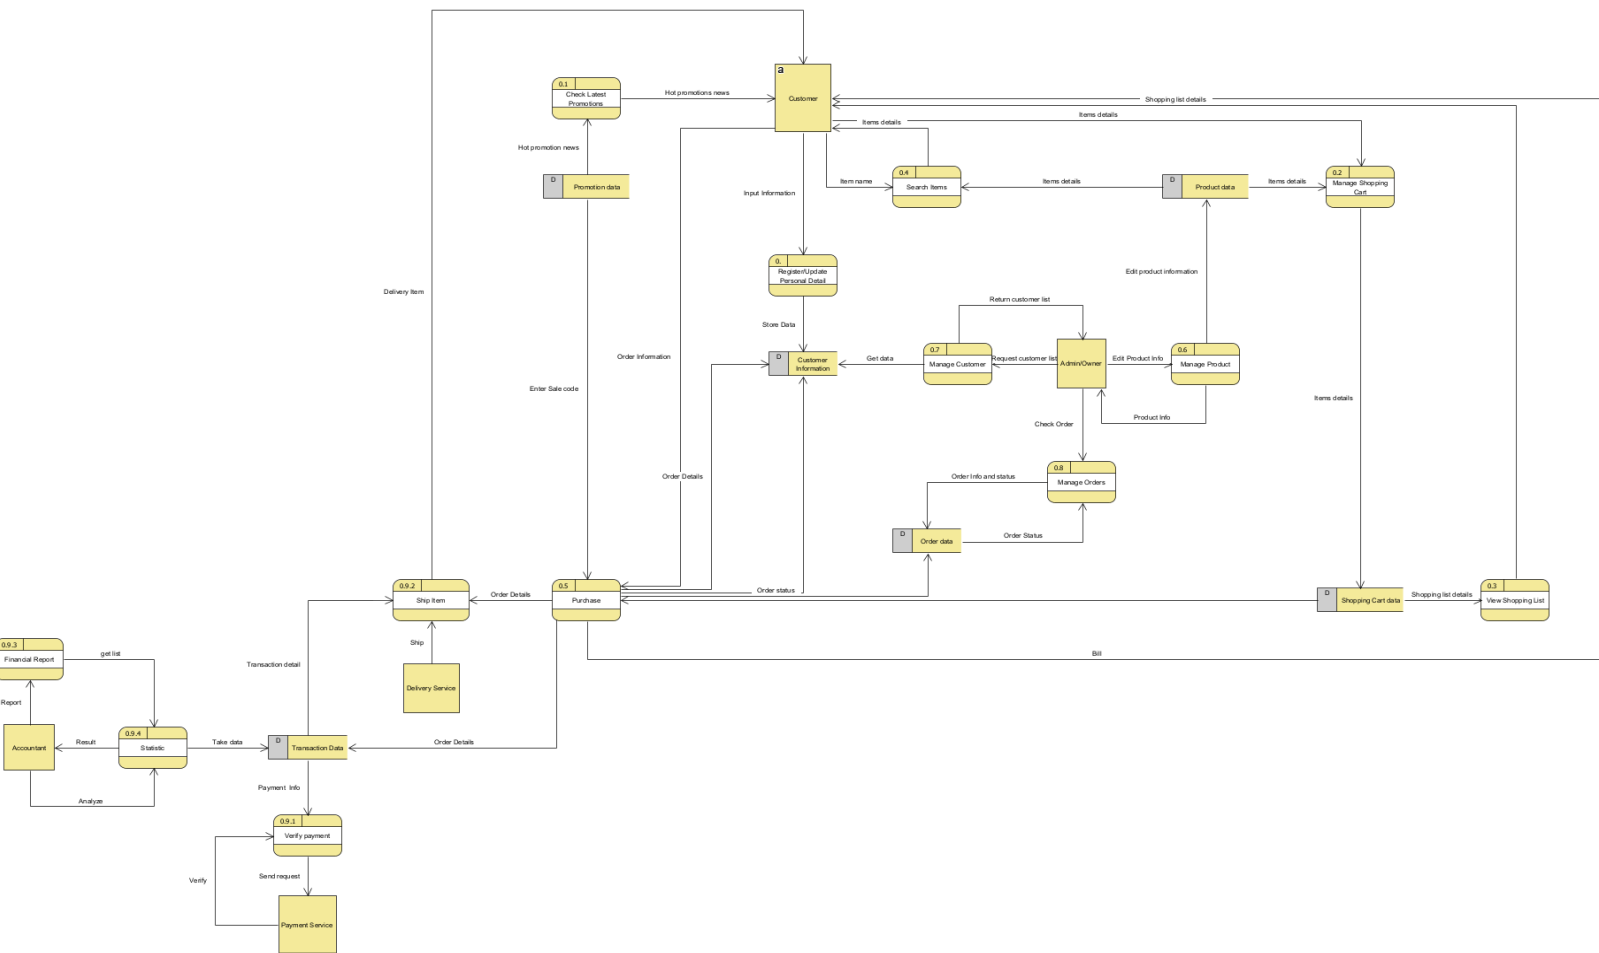 a
Customer
0.1
Check Latest
Promotions
Hot promotions news
Shopping list details
Items details
Items details
Hot promotion news
D
Promotion data
Input Information
Item name
0.4
Search Items
Items details
D
Product data
Items details
0.2
Manage Shopping
Cart
0.
Register/Update
Personal Detail
Edit product information
Delivery Item
Return customer list
Store Data
Order Information
D
Customer
Information
Get data
0.7
Manage Customer
Request customer list
Admin/Owner
Edit Product Info
0.6
Manage Product
Enter Sale code
Items details
Product Info
Check Order
Order Details
Order Info and status
0.8
Manage Orders
D
Order data
Order Status
0.9.2
Ship Item
Order Details
0.5
Purchase
Order status
D
Shopping Cart data
Shopping list details
0.3
View Shopping List
Ship
0.9.3
Financial Report
get list
Transaction detail
Bill
Delivery Service
Report
Accountant
Result
0.9.4
Statistic
Take data
D
Transaction Data
Order Details
Analyze
Payment Info
0.9.1
Verify payment
Verify
Send request
Payment Service